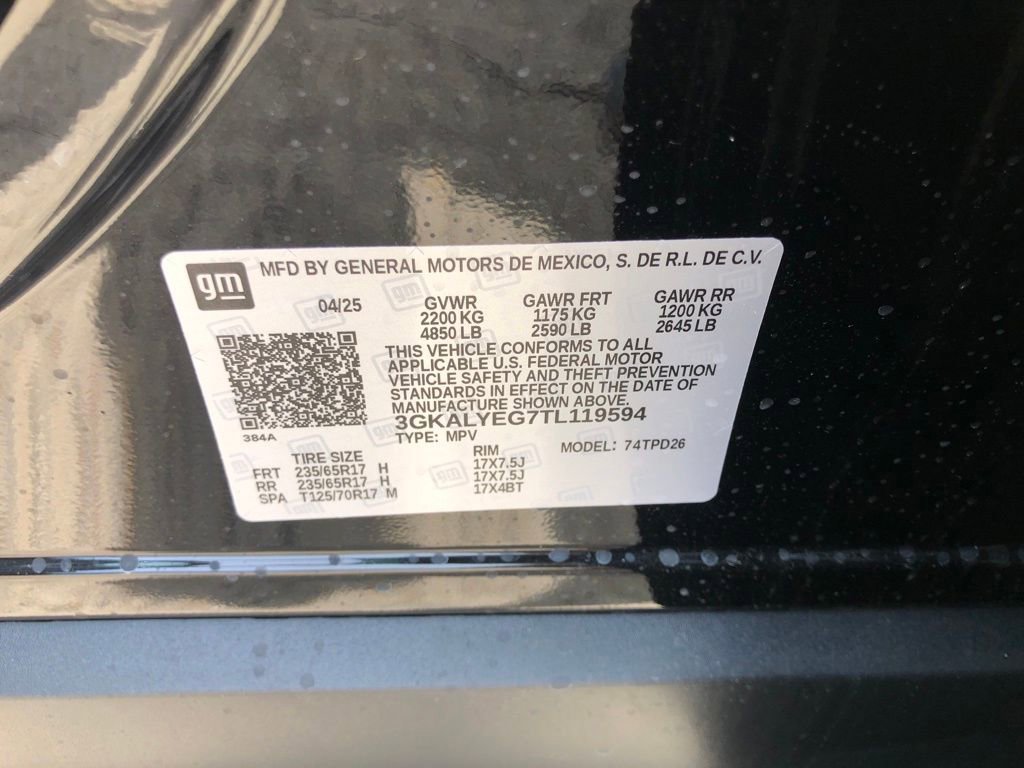 gm
MFD BY GENERAL MOTORS DE MEXICO, S. DE R.L. DE C.V.
04/25 GVWR GAWR FRT GAWR RR
2200 KG 1175 KG 1200 KG
4850 LB 2590 LB 2645 LB
THIS VEHICLE CONFORMS TO ALL
APPLICABLE U.S. FEDERAL MOTOR
VEHICLE SAFETY AND THEFT PREVENTION
STANDARDS IN EFFECT ON THE DATE OF
MANUFACTURE SHOWN ABOVE.
3GKALYEG7TL119594
384A
TYPE: MPV MODEL: 74TPD26
TIRE SIZE RIM
FRT 235/65R17 H 17X7.5J
RR 235/65R17 H 17X7.5J
SPA T125/70R17 M 17X4BT